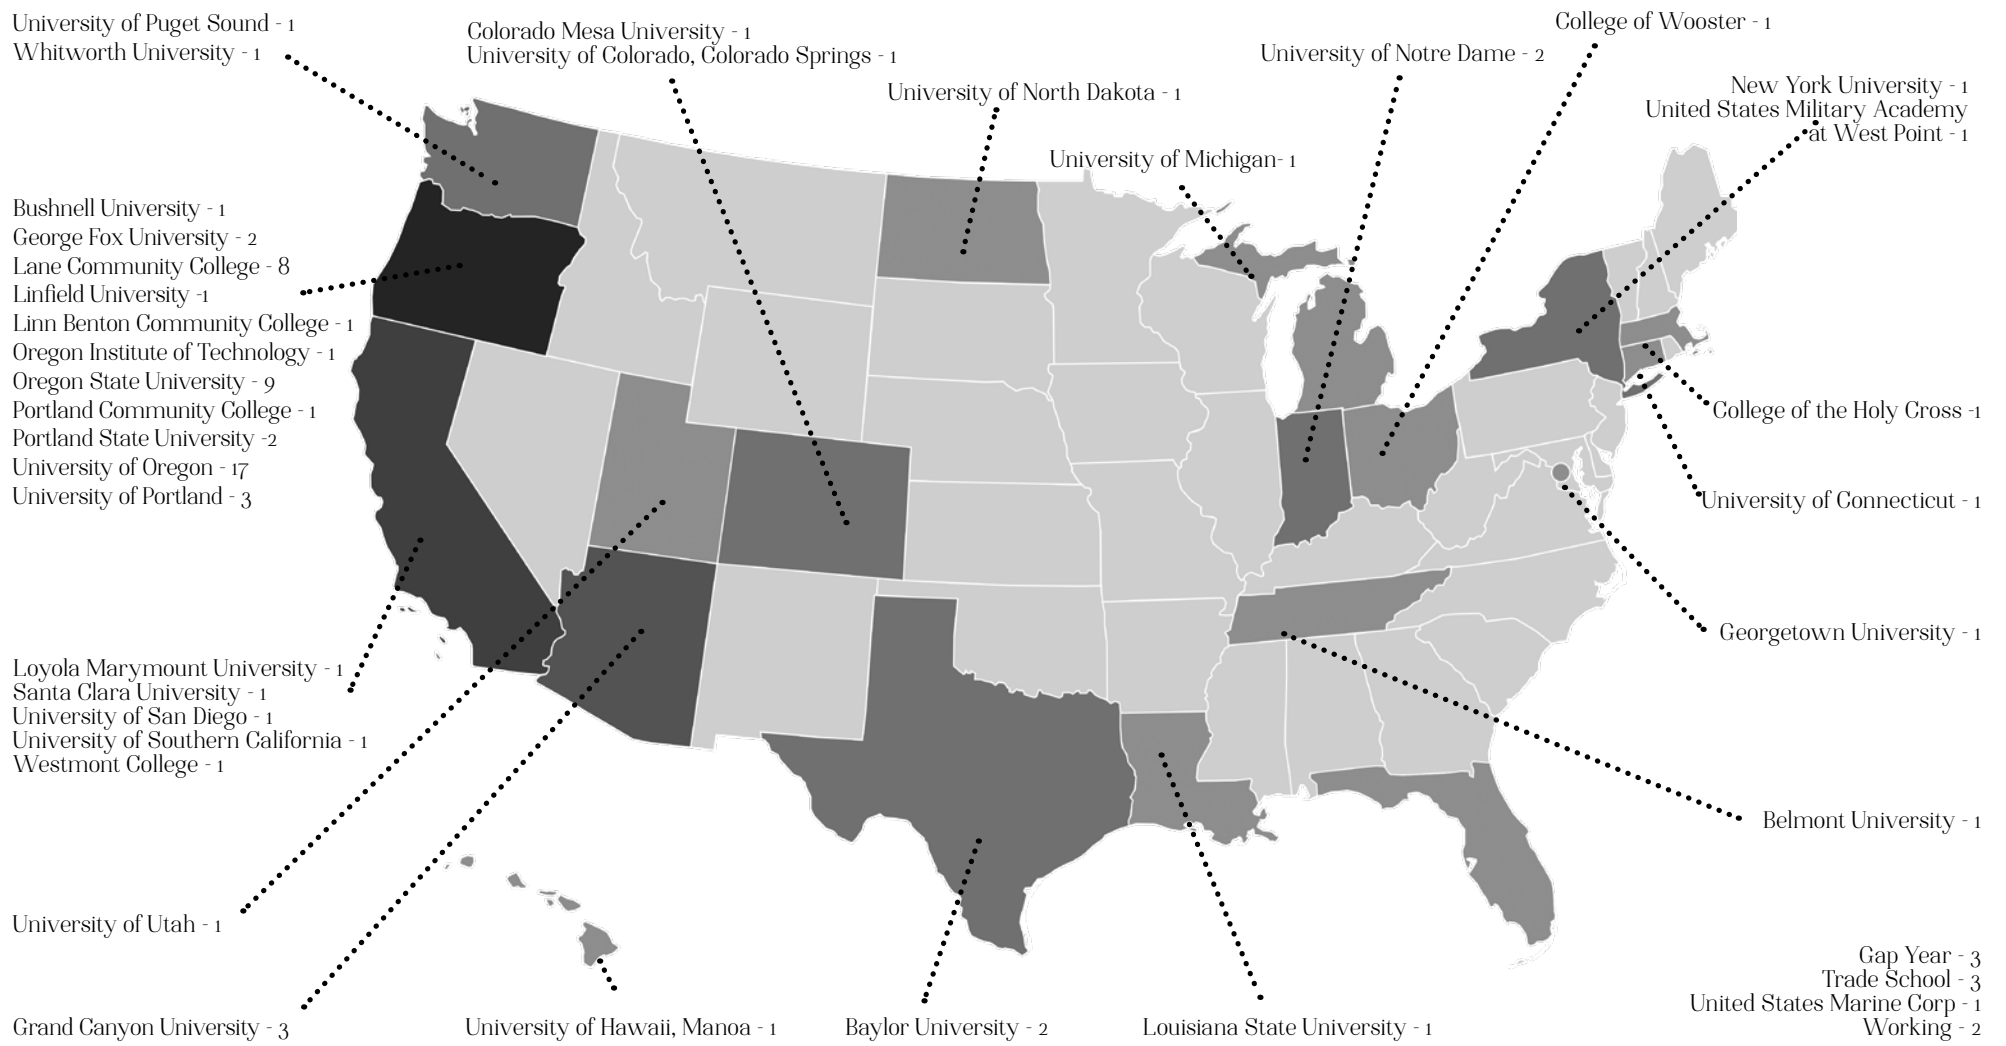 University of Puget Sound - 1
Whitworth University - 1
Colorado Mesa University - 1
University of Colorado, Colorado Springs - 1
University of North Dakota - 1
University of Michigan- 1
University of Notre Dame - 2
College of Wooster - 1
New York University - 1
United States Military Academy
at West Point - 1
Bushnell University - 1
George Fox University - 2
Lane Community College - 8
Linfield University -1
Linn Benton Community College - 1
Oregon Institute of Technology - 1
Oregon State University - 9
Portland Community College - 1
Portland State University -2
University of Oregon - 17
University of Portland - 3
College of the Holy Cross -1
University of Connecticut - 1
Georgetown University - 1
Loyola Marymount University - 1
Santa Clara University - 1
University of San Diego - 1
University of Southern California - 1
Westmont College - 1
Belmont University - 1
University of Utah - 1
Grand Canyon University - 3
University of Hawaii, Manoa - 1
Baylor University - 2
Louisiana State University - 1
Gap Year - 3
Trade School - 3
United States Marine Corp - 1
Working - 2